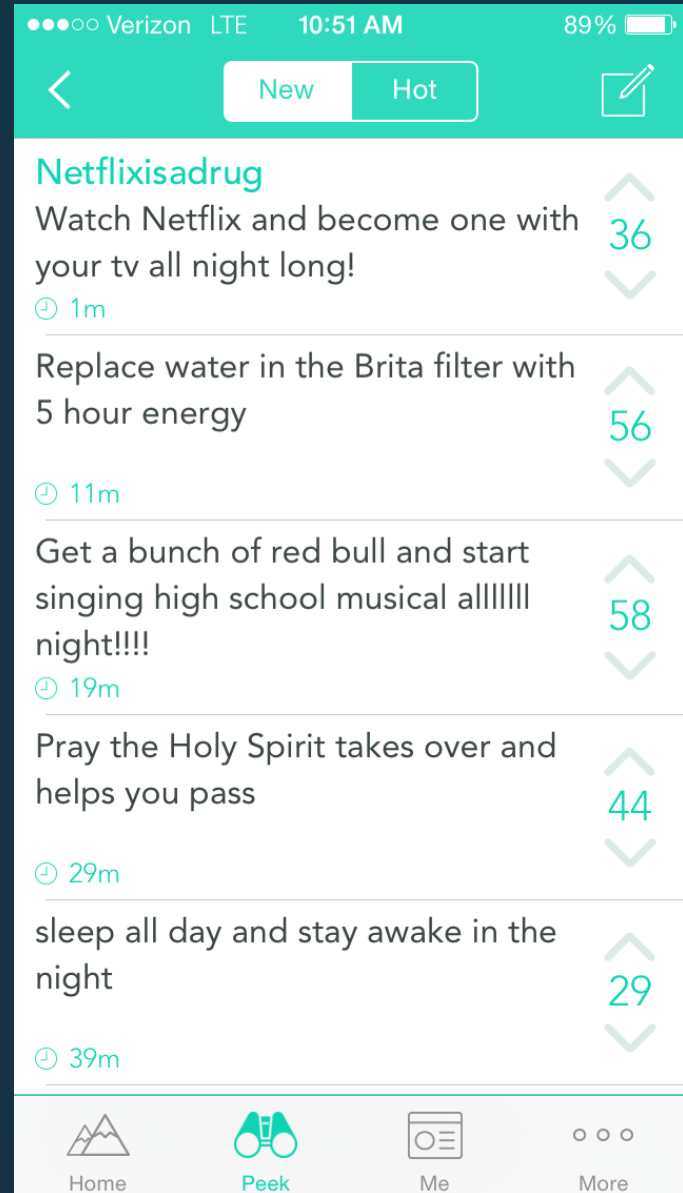 Verizon LTE 10:51 AM 89%
New Hot
Netflixisadrug
Watch Netflix and become one with
your tv all night long!
36
1m
Replace water in the Brita filter with
5 hour energy
56
11m
Get a bunch of red bull and start
singing high school musical alllllll
night!!!!
58
19m
Pray the Holy Spirit takes over and
helps you pass
44
29m
sleep all day and stay awake in the
night
29
39m
Home Peek Me More